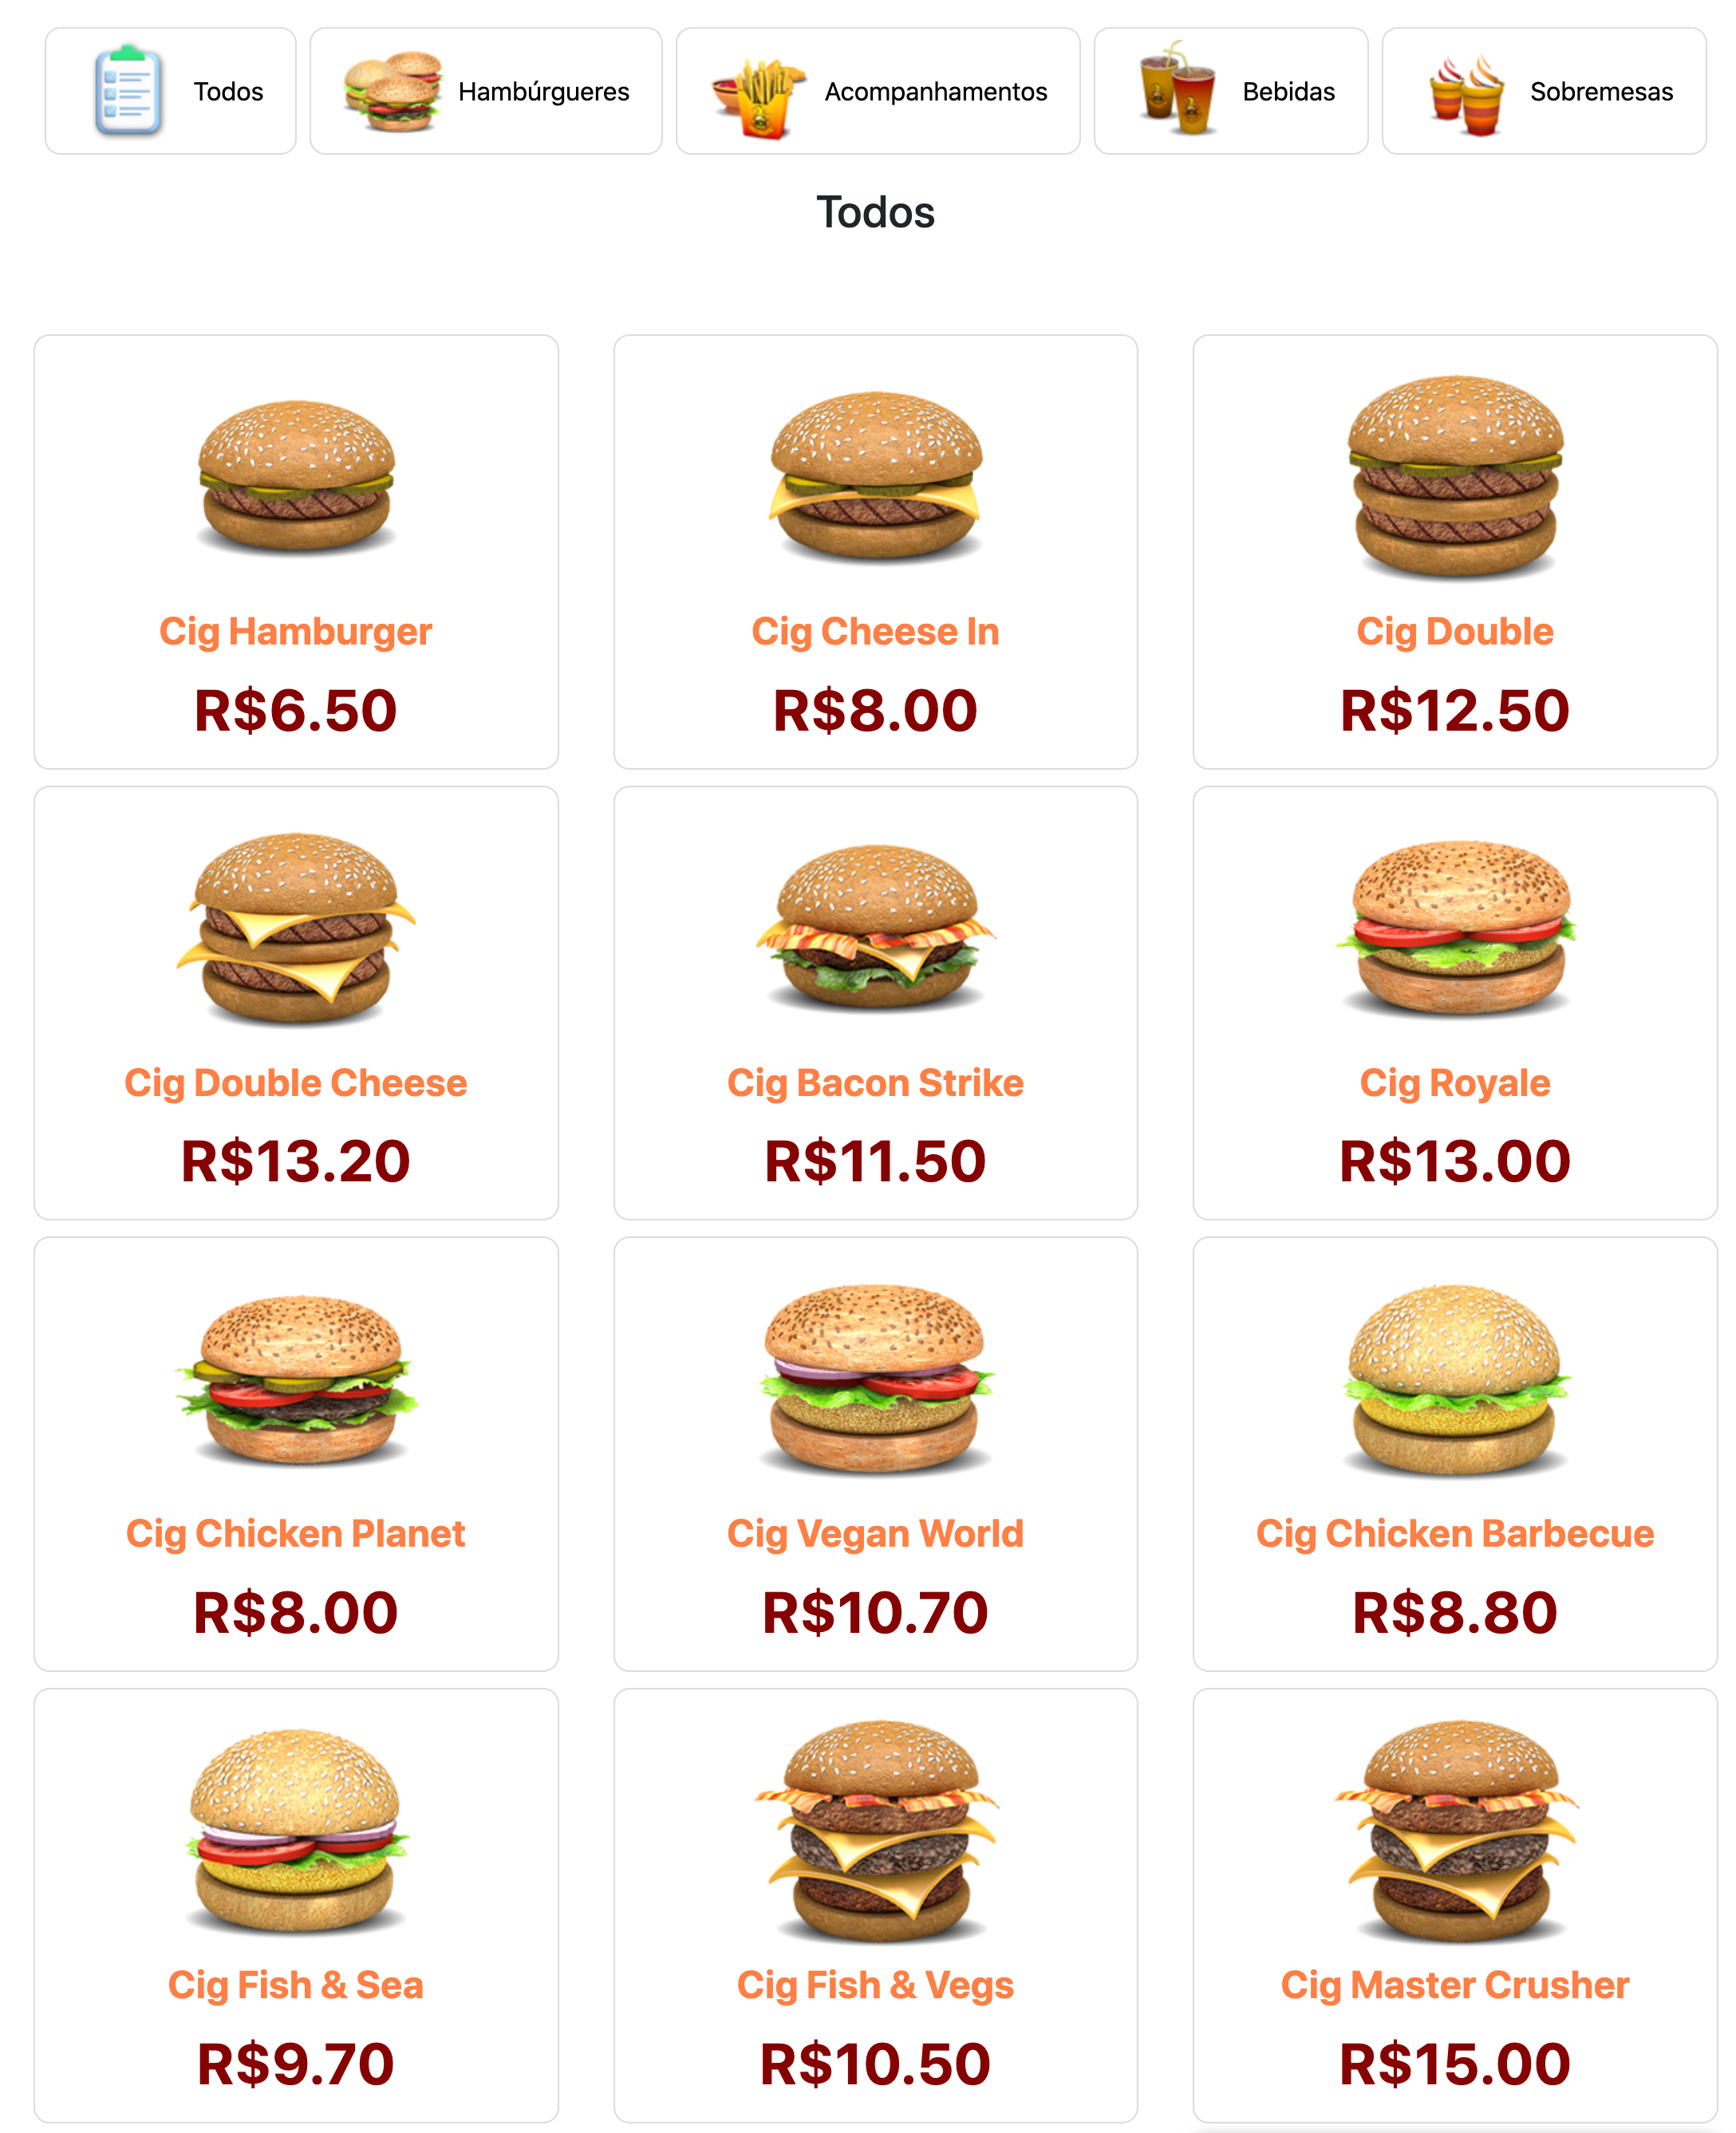 Todos
Hambúrgueres
Acompanhamentos
Bebidas
Sobremesas
Todos
Cig Hamburger
R$6.50
Cig Cheese In
R$8.00
Cig Double
R$12.50
Cig Double Cheese
R$13.20
Cig Bacon Strike
R$11.50
Cig Royale
R$13.00
Cig Chicken Planet
R$8.00
Cig Vegan World
R$10.70
Cig Chicken Barbecue
R$8.80
Cig Fish & Sea
R$9.70
Cig Fish & Vegs
R$10.50
Cig Master Crusher
R$15.00